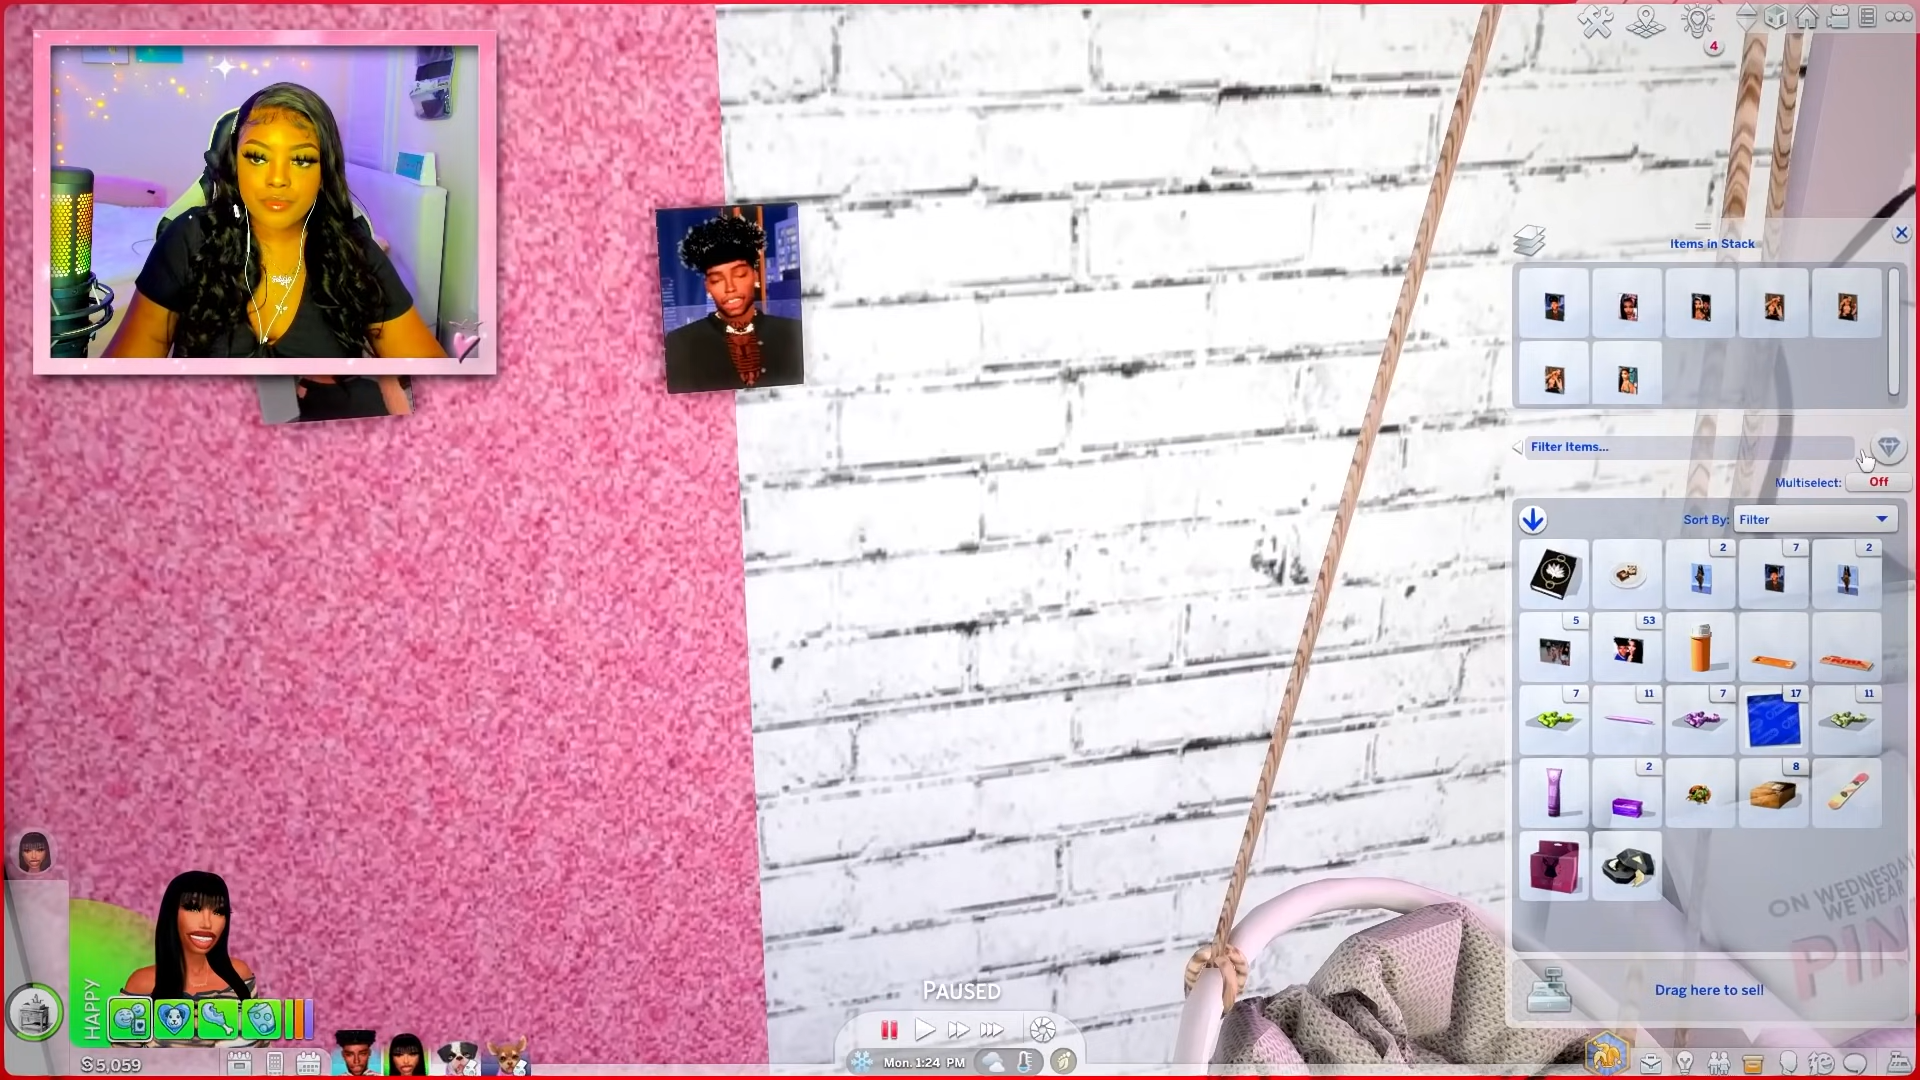 4
Items in Stack
Filter Items...
Multiselect: Off
Sort By: Filter
2
7
2
5
53
7
11
7
17
11
2
8
ON WEDNESDAY
WE WEAR
PIN
Drag here to sell
HAPPY
PAUSED
§5,059
Mon. 1:24 PM